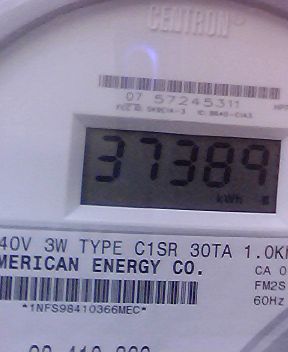 CENTRON
07 57245311
37389
kWh
40V 3W TYPE C1SR 30TA 1.0K
MERICAN ENERGY CO.
CA 0
FM2S
60Hz
*1NFS98410366MEC*